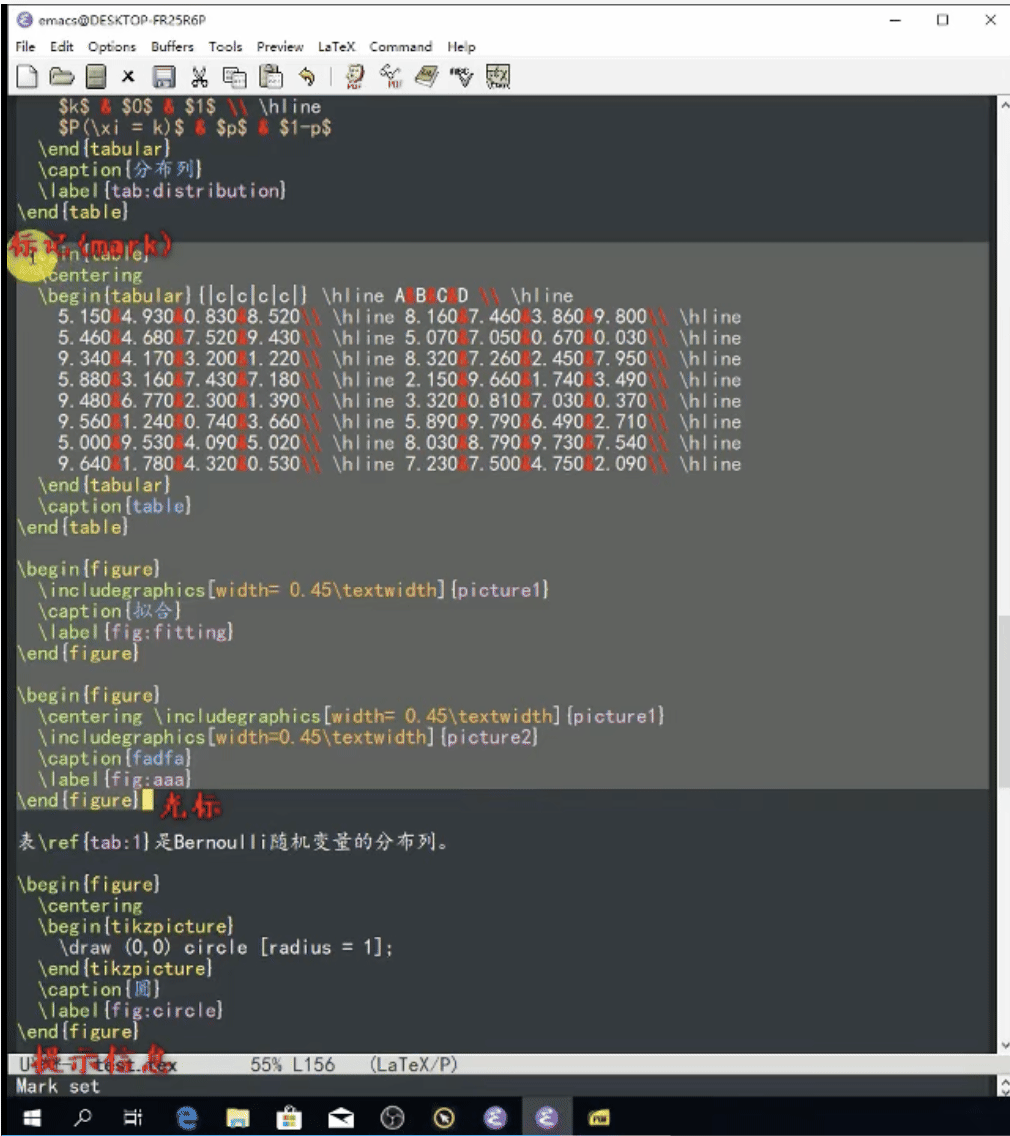 emacs@DESKTOP-FR25R6P
File Edit Options Buffers Tools Preview LaTeX Command Help
$k$ & $0$ & $1$ \\ \hline
$P(\xi = k)$ & $p$ & $1-p$
\end{tabular}
\caption{分布列}
\label{tab:distribution}
\end{table}
标记(mark)
gin{table}
\centering
\begin{tabular}{|c|c|c|c|} \hline A&B&C&D \\ \hline
5.150&4.930&0.830&8.520\\ \hline 8.160&7.460&3.860&9.800\\ \hline
5.460&4.680&7.520&9.430\\ \hline 5.070&7.050&0.670&0.030\\ \hline
9.340&4.170&3.200&1.220\\ \hline 8.320&7.260&2.450&7.950\\ \hline
5.880&3.160&7.430&7.180\\ \hline 2.150&9.660&1.740&3.490\\ \hline
9.480&6.770&2.300&1.390\\ \hline 3.320&0.810&7.030&0.370\\ \hline
9.560&1.240&0.740&3.660\\ \hline 5.890&9.790&6.490&2.710\\ \hline
5.000&9.530&4.090&5.020\\ \hline 8.030&8.790&9.730&7.540\\ \hline
9.640&1.780&4.320&0.530\\ \hline 7.230&7.500&4.750&2.090\\ \hline
\end{tabular}
\caption{table}
\end{table}
\begin{figure}
\includegraphics[width= 0.45\textwidth]{picture1}
\caption{拟合}
\label{fig:fitting}
\end{figure}
\begin{figure}
\centering \includegraphics[width= 0.45\textwidth]{picture1}
\includegraphics[width=0.45\textwidth]{picture2}
\caption{fadfa}
\label{fig:aaa}
\end{figure} 光标
表\ref{tab:1}是Bernoulli随机变量的分布列。
\begin{figure}
\centering
\begin{tikzpicture}
\draw (0,0) circle [radius = 1];
\end{tikzpicture}
\caption{圆}
\label{fig:circle}
\end{figure}
提示信息
test.tex 55% L156 (LaTeX/P)
Mark set